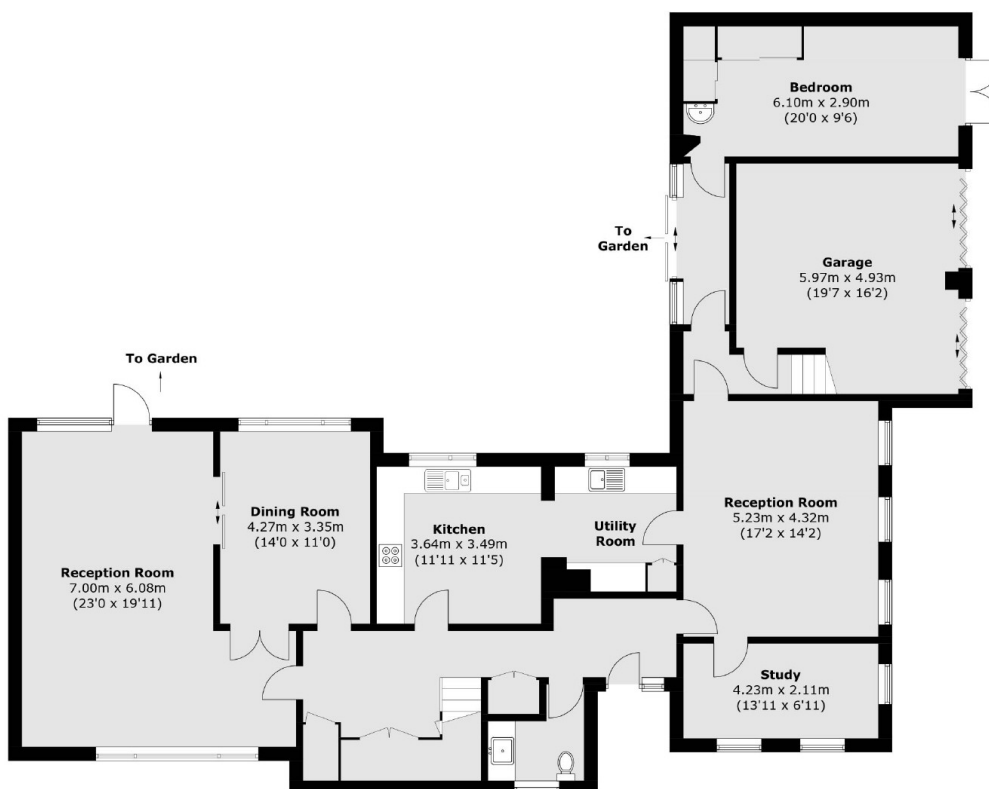 Bedroom
6.10m x 2.90m
(20'0 x 9'6)
To
Garden
Garage
5.97m x 4.93m
(19'7 x 16'2)
To Garden
Dining Room
4.27m x 3.35m
(14'0 x 11'0)
Kitchen
3.64m x 3.49m
(11'11 x 11'5)
Utility
Room
Reception Room
5.23m x 4.32m
(17'2 x 14'2)
Reception Room
7.00m x 6.08m
(23'0 x 19'11)
Study
4.23m x 2.11m
(13'11 x 6'11)